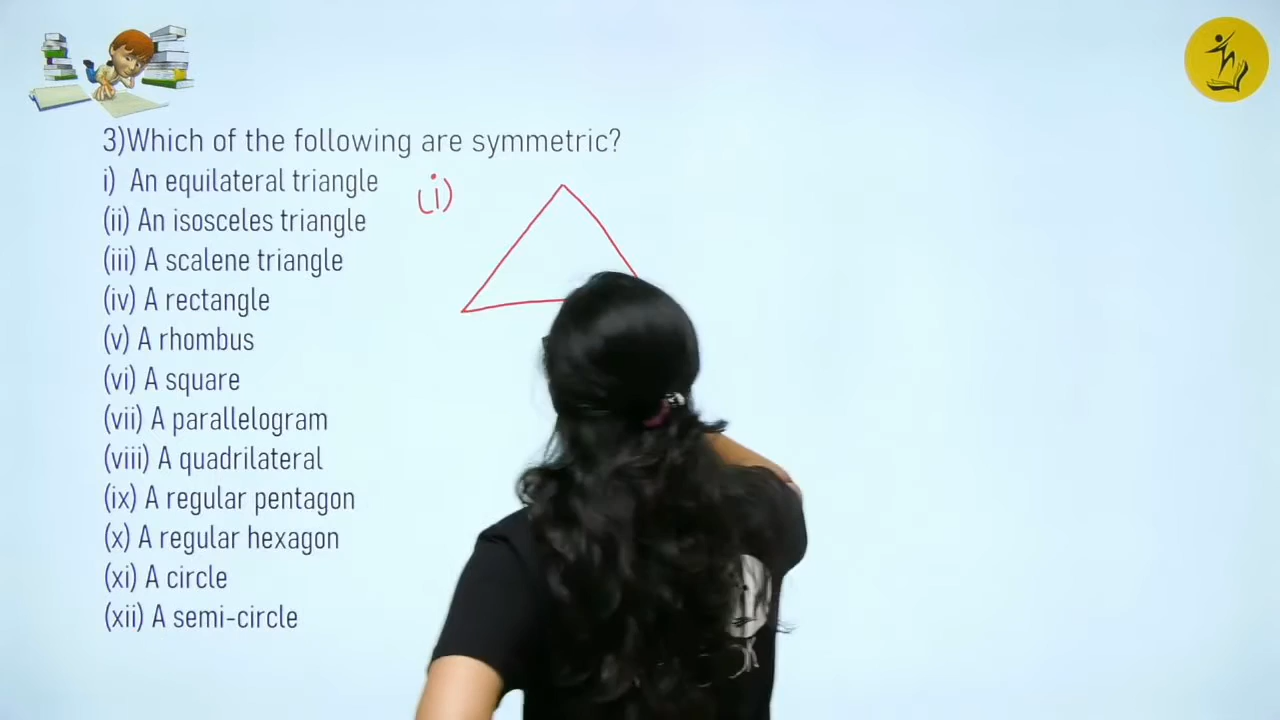 3)Which of the following are symmetric?
i) An equilateral triangle
(i)
(ii) An isosceles triangle
(iii) A scalene triangle
(iv) A rectangle
(v) A rhombus
(vi) A square
(vii) A parallelogram
(viii) A quadrilateral
(ix) A regular pentagon
(x) A regular hexagon
(xi) A circle
(xii) A semi-circle